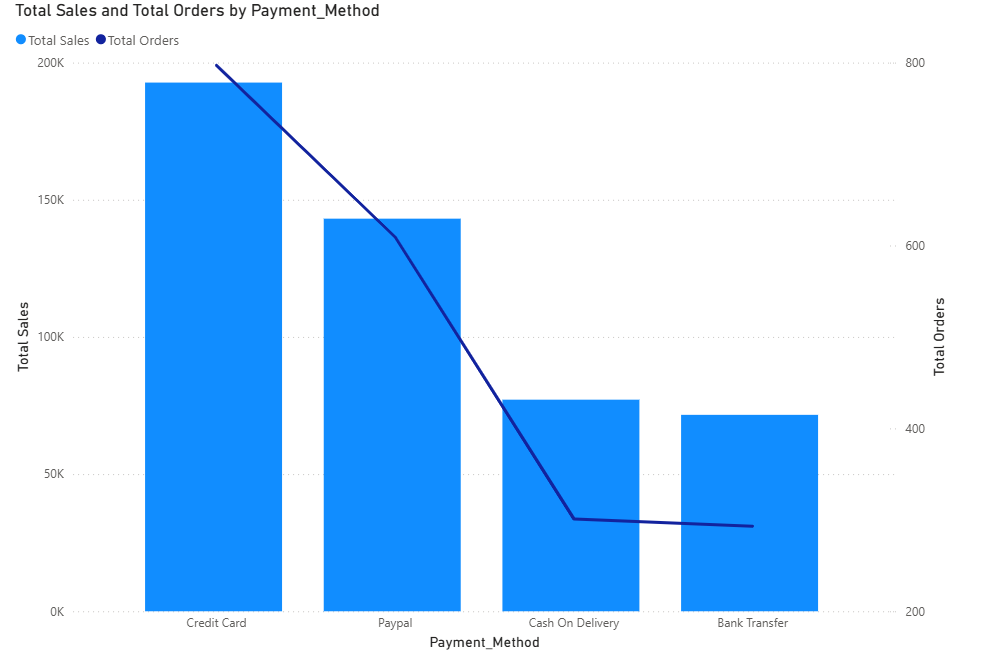 Total Sales and Total Orders by Payment_Method
Total Sales Total Orders
200K 800
150K
600
100K
400
50K
0K 200
Total Sales
Total Orders
Credit Card Paypal Cash On Delivery Bank Transfer
Payment_Method